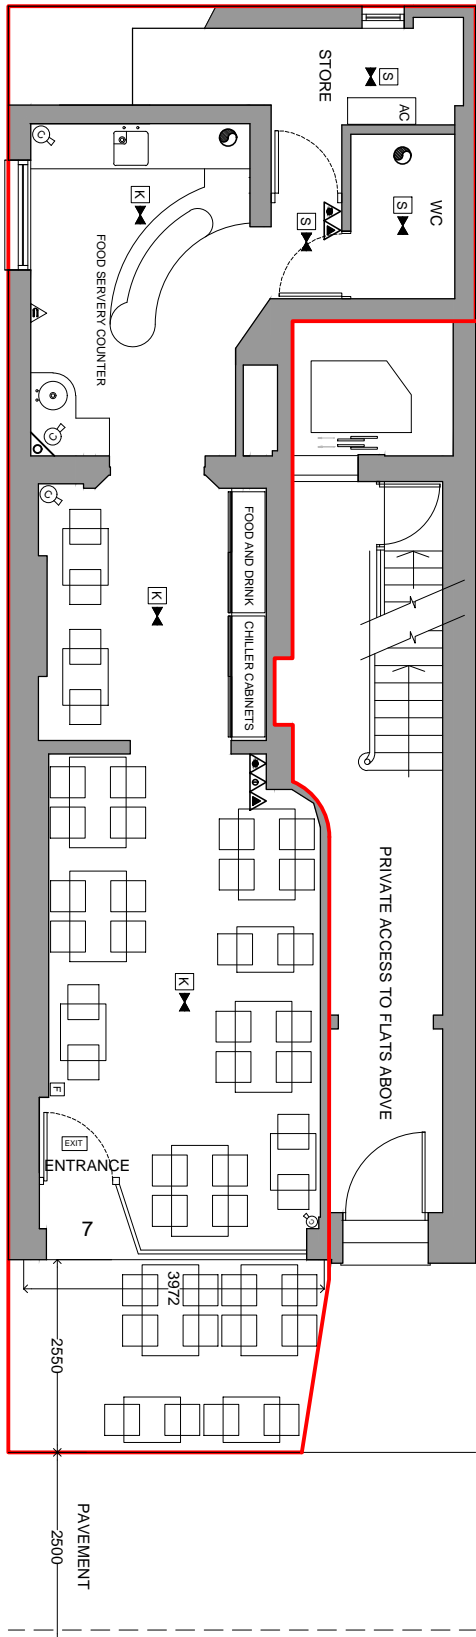 STORE
S
AC
C
K
S
S
WC
FOOD SERVERY COUNTER
C
C
FOOD AND DRINK
K
CHILLER CABINETS
PRIVATE ACCESS TO FLATS ABOVE
K
F
EXIT
ENTRANCE
7
3972
2550
PAVEMENT
2500